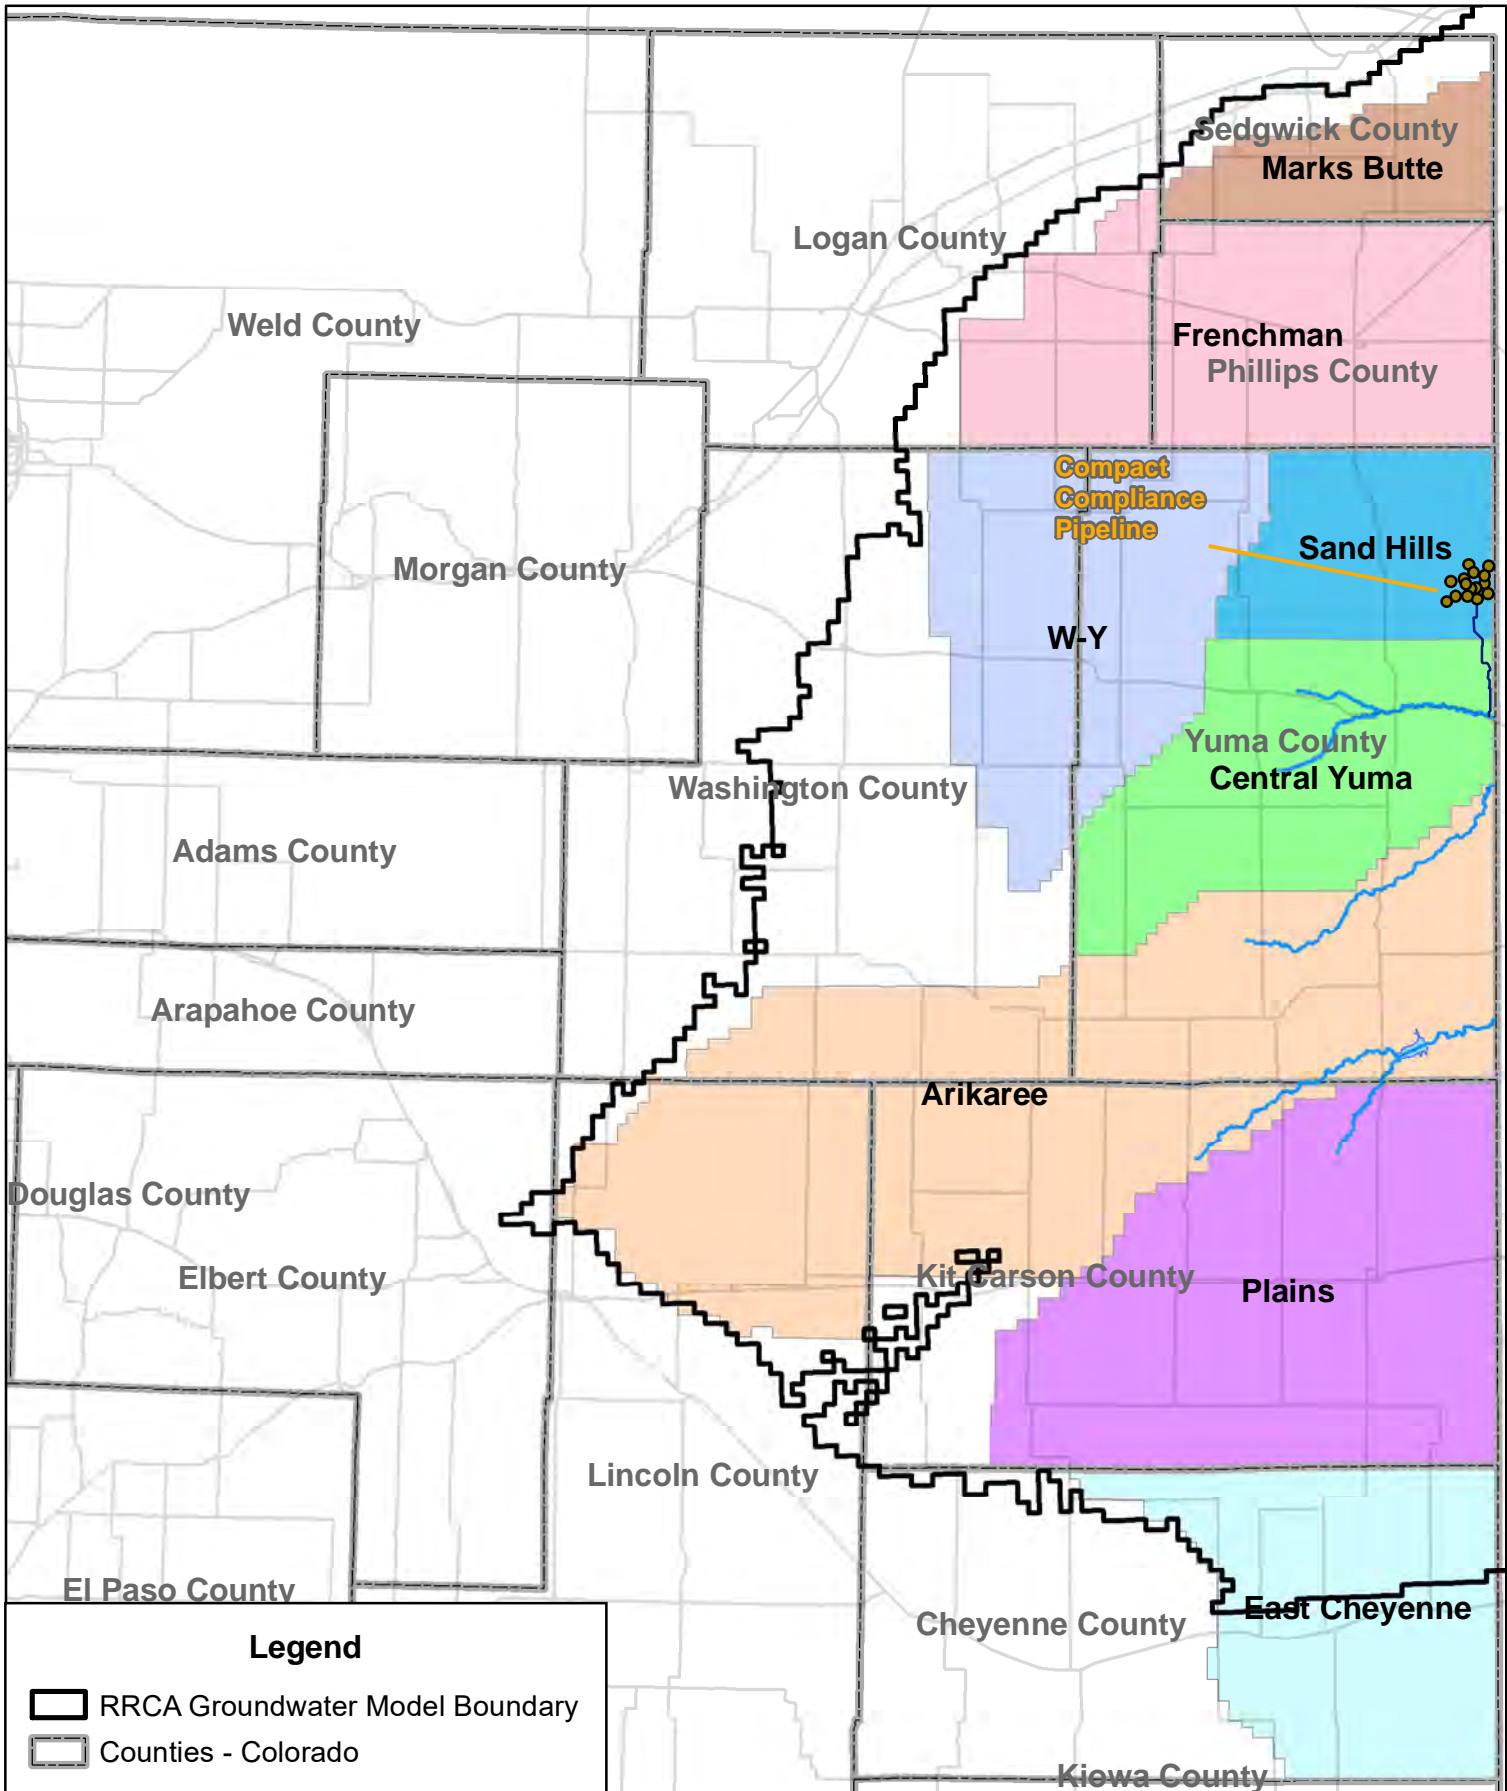 Sedgwick County
Marks Butte
Logan County
Weld County
Frenchman
Phillips County
Compact
Compliance
Pipeline
Sand Hills
Morgan County
W-Y
Yuma County
Central Yuma
Washington County
Adams County
Arapahoe County
Arikaree
Douglas County
Elbert County
Kit Carson County
Plains
Lincoln County
El Paso County
East Cheyenne
Cheyenne County
Legend
RRCA Groundwater Model Boundary
Counties - Colorado
Kiowa County